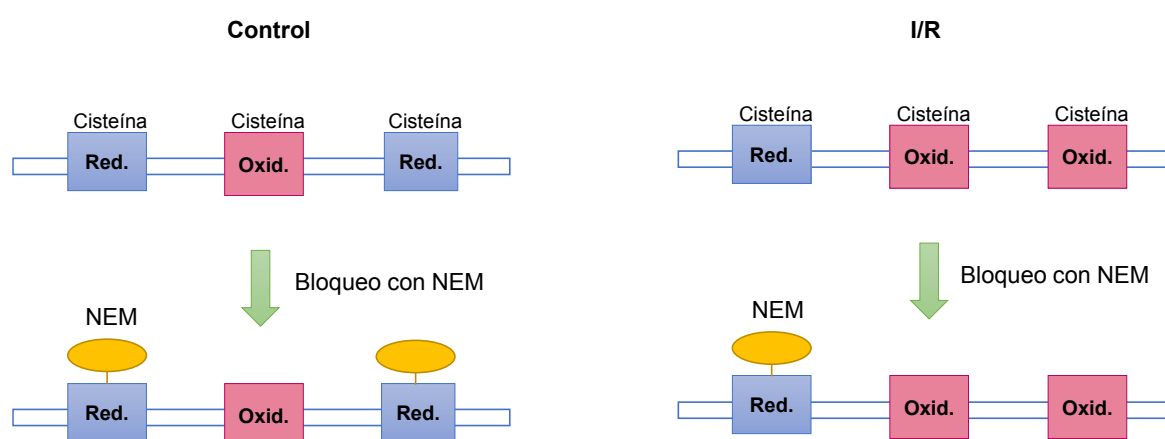 Control
I/R
Cisteína Cisteína Cisteína
Cisteína Cisteína Cisteína
Red. Oxid. Red.
Red. Oxid. Oxid.
Bloqueo con NEM
Bloqueo con NEM
NEM
NEM
Red. Oxid. Red.
Red. Oxid. Oxid.